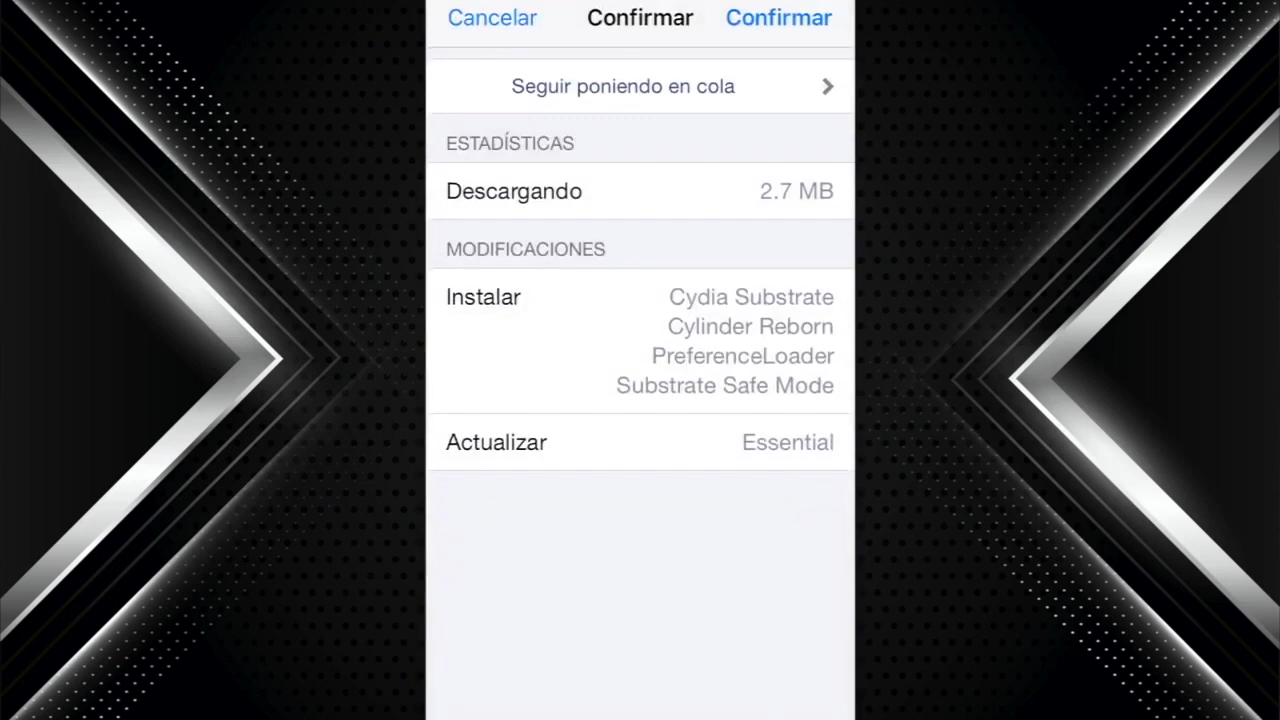 Cancelar Confirmar Confirmar
Seguir poniendo en cola
ESTADÍSTICAS
Descargando 2.7 MB
MODIFICACIONES
Instalar Cydia Substrate
Cylinder Reborn
PreferenceLoader
Substrate Safe Mode
Actualizar Essential